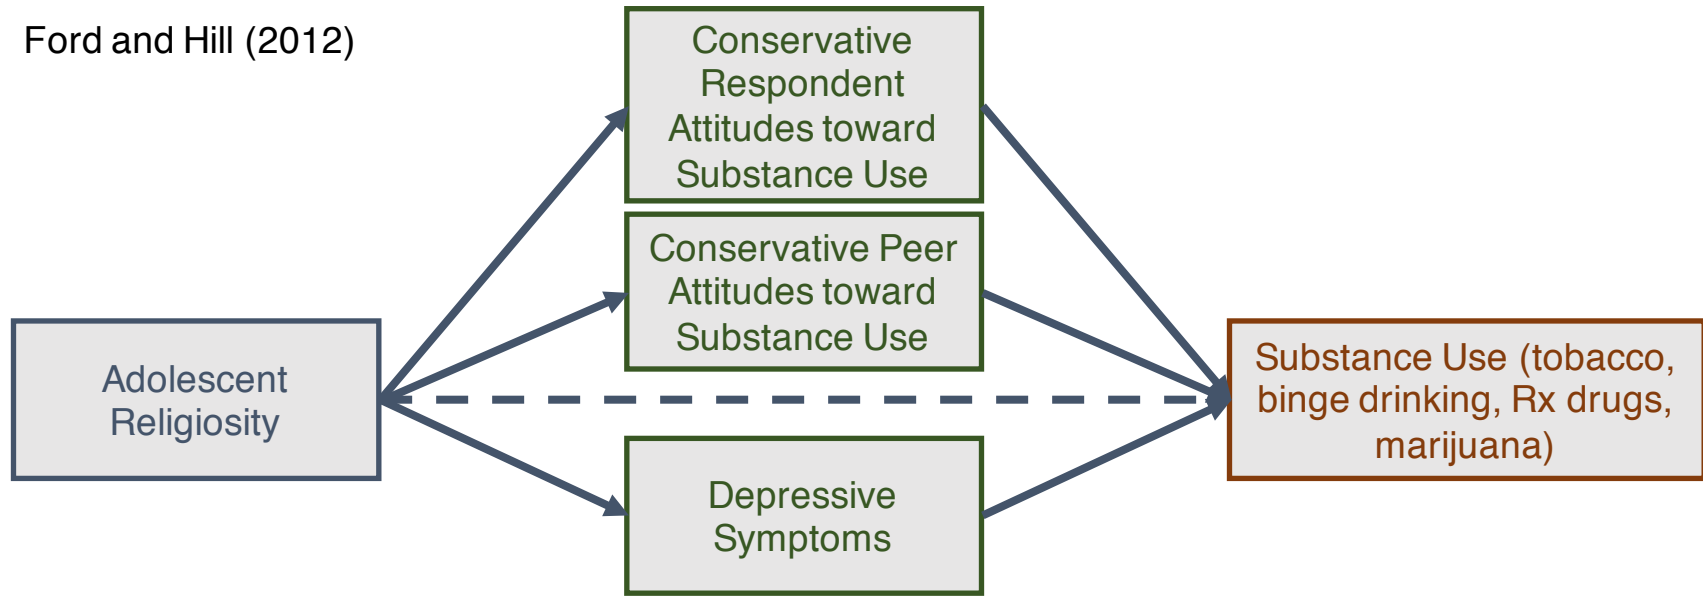 Ford and Hill (2012)
Conservative
Respondent
Attitudes toward
Substance Use
Conservative Peer
Attitudes toward
Substance Use
Adolescent
Religiosity
Depressive
Symptoms
Substance Use (tobacco,
binge drinking, Rx drugs,
marijuana)